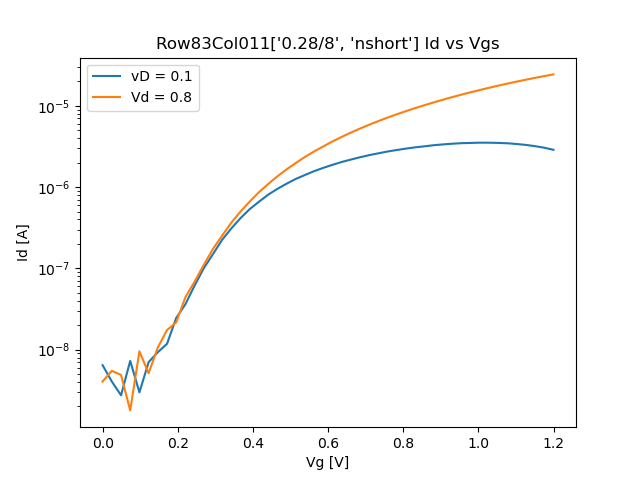 Row83Col011['0.28/8', 'nshort'] Id vs Vgs
vD = 0.1
Vd = 0.8
Id [A]
10⁻⁵
10⁻⁶
10⁻⁷
10⁻⁸
0.0 0.2 0.4 0.6 0.8 1.0 1.2
Vg [V]